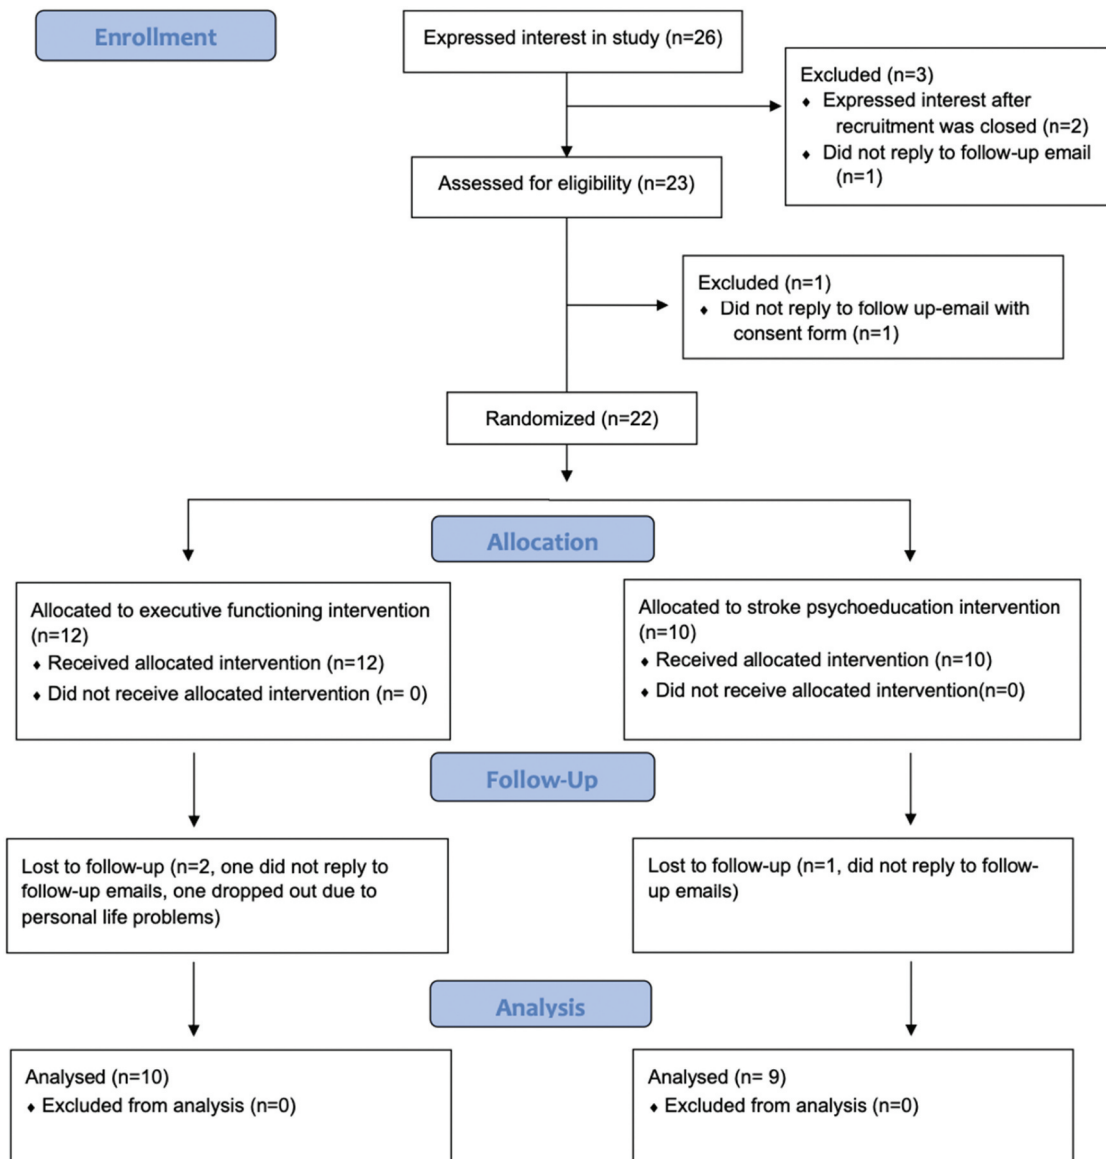 Enrollment
Expressed interest in study (n=26)
Excluded (n=3)
♦ Expressed interest after
recruitment was closed (n=2)
♦ Did not reply to follow-up email
(n=1)
Assessed for eligibility (n=23)
Excluded (n=1)
♦ Did not reply to follow up-email with
consent form (n=1)
Randomized (n=22)
Allocation
Allocated to executive functioning intervention
(n=12)
♦ Received allocated intervention (n=12)
♦ Did not receive allocated intervention (n= 0)
Allocated to stroke psychoeducation intervention
(n=10)
♦ Received allocated intervention (n=10)
♦ Did not receive allocated intervention(n=0)
Follow-Up
Lost to follow-up (n=2, one did not reply to
follow-up emails, one dropped out due to
personal life problems)
Lost to follow-up (n=1, did not reply to follow-
up emails)
Analysis
Analysed (n=10)
♦ Excluded from analysis (n=0)
Analysed (n= 9)
♦ Excluded from analysis (n=0)